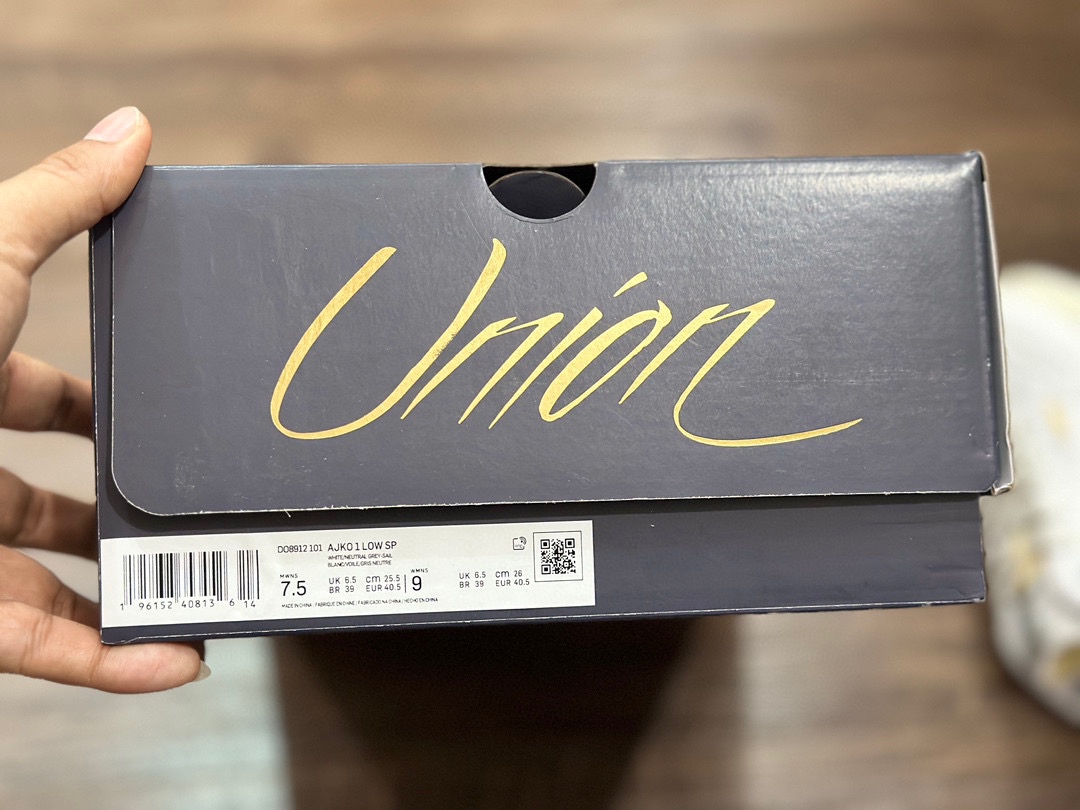 Union
DO8912 101 AJKO 1 LOW SP
WHITE/NEUTRAL GREY-SAIL
BLANC/VOILE/GRIS NEUTRE
MWNS 7.5 UK 6.5 CM 25.5 BR 39 EUR 40.5
WMNS 9 UK 6.5 CM 26 BR 39 EUR 40.5
MADE IN CHINA / FABRIQUE EN CHINE / FABRICADO NA CHINA / HECHO EN CHINA
1 96152 40813 6 14